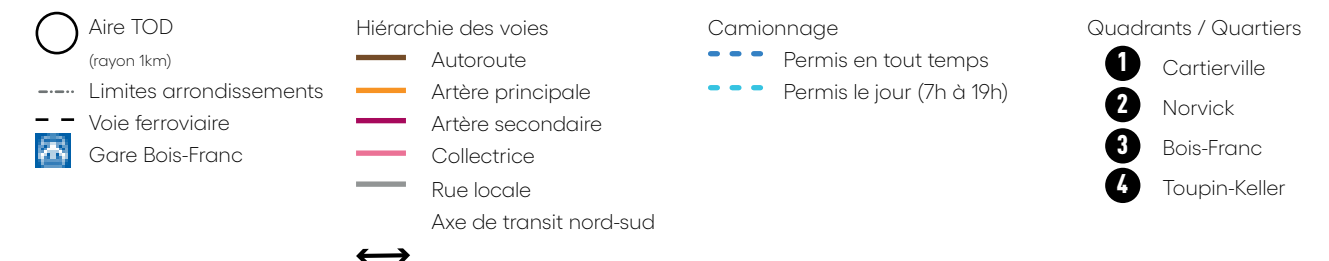 Aire TOD
(rayon 1km)
Limites arrondissements
Voie ferroviaire
Gare Bois-Franc
Hiérarchie des voies
Autoroute
Artère principale
Artère secondaire
Collectrice
Rue locale
Axe de transit nord-sud
Camionnage
Permis en tout temps
Permis le jour (7h à 19h)
Quadrants / Quartiers
1 Cartierville
2 Norvick
3 Bois-Franc
4 Toupin-Keller